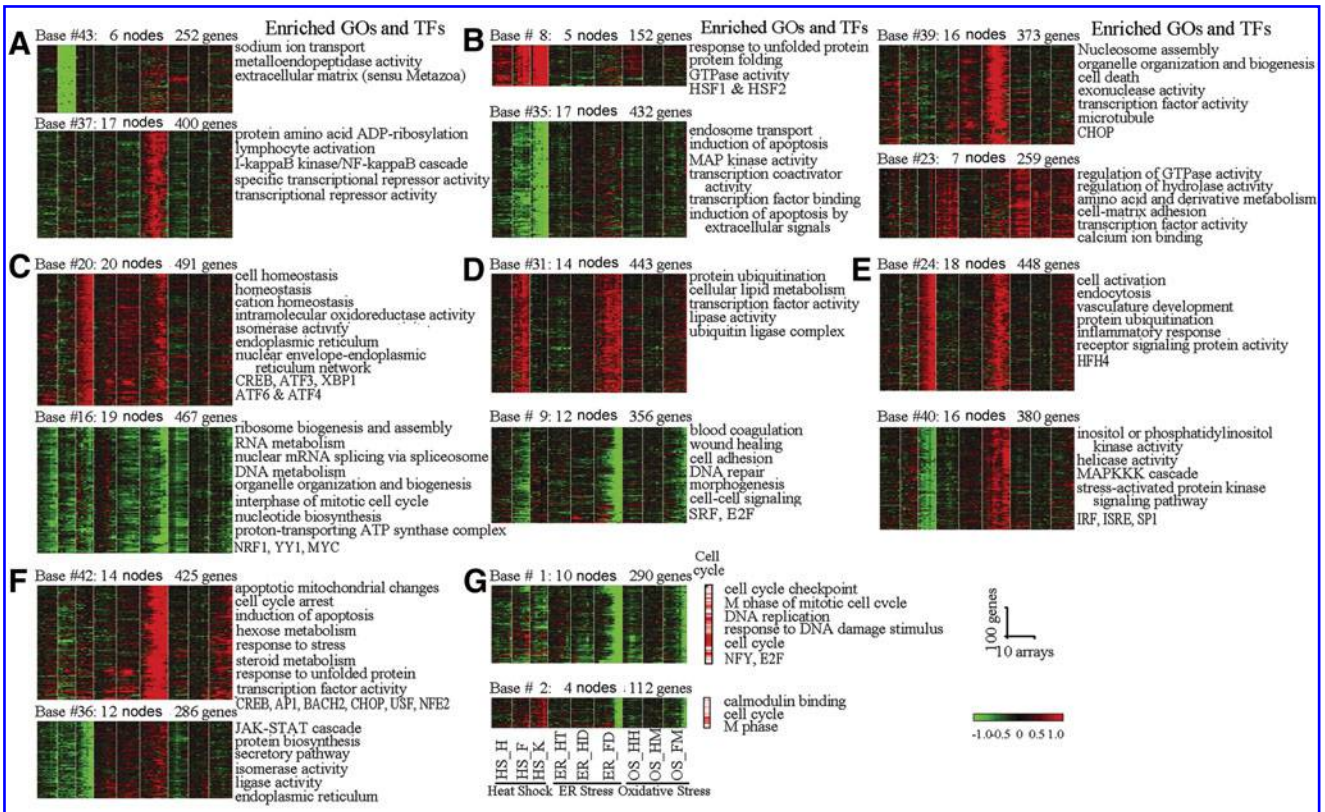 A
Enriched GOs and TFs
Base #43: 6 nodes 252 genes
sodium ion transport
metalloendopeptidase activity
extracellular matrix (sensu Metazoa)
Base #37: 17 nodes 400 genes
protein amino acid ADP-ribosylation
lymphocyte activation
I-kappaB kinase/NF-kappaB cascade
specific transcriptional repressor activity
transcriptional repressor activity
B
Enriched GOs and TFs
Base # 8: 5 nodes 152 genes
response to unfolded protein
protein folding
GTPase activity
HSF1 & HSF2
Base #35: 17 nodes 432 genes
endosome transport
induction of apoptosis
MAP kinase activity
transcription coactivator
activity
transcription factor binding
induction of apoptosis by
extracellular signals
Enriched GOs and TFs
Base #39: 16 nodes 373 genes
Nucleosome assembly
organelle organization and biogenesis
cell death
exonuclease activity
transcription factor activity
microtubule
CHOP
Base #23: 7 nodes 259 genes
regulation of GTPase activity
regulation of hydrolase activity
amino acid and derivative metabolism
cell-matrix adhesion
transcription factor activity
calcium ion binding
C
Base #20: 20 nodes 491 genes
cell homeostasis
homeostasis
cation homeostasis
intramolecular oxidoreductase activity
isomerase activity
endoplasmic reticulum
nuclear envelope-endoplasmic
reticulum network
CREB, ATF3, XBP1
ATF6 & ATF4
Base #16: 19 nodes 467 genes
ribosome biogenesis and assembly
RNA metabolism
nuclear mRNA splicing via spliceosome
DNA metabolism
organelle organization and biogenesis
interphase of mitotic cell cycle
nucleotide biosynthesis
proton-transporting ATP synthase complex
NRF1, YY1, MYC
D
Base #31: 14 nodes 443 genes
protein ubiquitination
cellular lipid metabolism
transcription factor activity
lipase activity
ubiquitin ligase complex
Base # 9: 12 nodes 356 genes
blood coagulation
wound healing
cell adhesion
DNA repair
morphogenesis
cell-cell signaling
SRF, E2F
E
Base #24: 18 nodes 448 genes
cell activation
endocytosis
vasculature development
protein ubiquitination
inflammatory response
receptor signaling protein activity
HFH4
Base #40: 16 nodes 380 genes
inositol or phosphatidylinositol
kinase activity
helicase activity
MAPKKK cascade
stress-activated protein kinase
signaling pathway
IRF, ISRE, SP1
F
Base #42: 14 nodes 425 genes
apoptotic mitochondrial changes
cell cycle arrest
induction of apoptosis
hexose metabolism
response to stress
steroid metabolism
response to unfolded protein
transcription factor activity
CREB, AP1, BACH2, CHOP, USF, NFE2
Base #36: 12 nodes 286 genes
JAK-STAT cascade
protein biosynthesis
secretory pathway
isomerase activity
ligase activity
endoplasmic reticulum
G
Base # 1: 10 nodes 290 genes
Cell
cycle
cell cycle checkpoint
M phase of mitotic cell cycle
DNA replication
response to DNA damage stimulus
cell cycle
NFY, E2F
Base # 2: 4 nodes 112 genes
calmodulin binding
cell cycle
M phase
HS_H
HS_F
HS_K
ER_HT
ER_HD
ER_FD
OS_HH
OS_HM
OS_FM
Heat Shock ER Stress Oxidative Stress
100 genes
10 arrays
-1.0-0.5 0 0.5 1.0